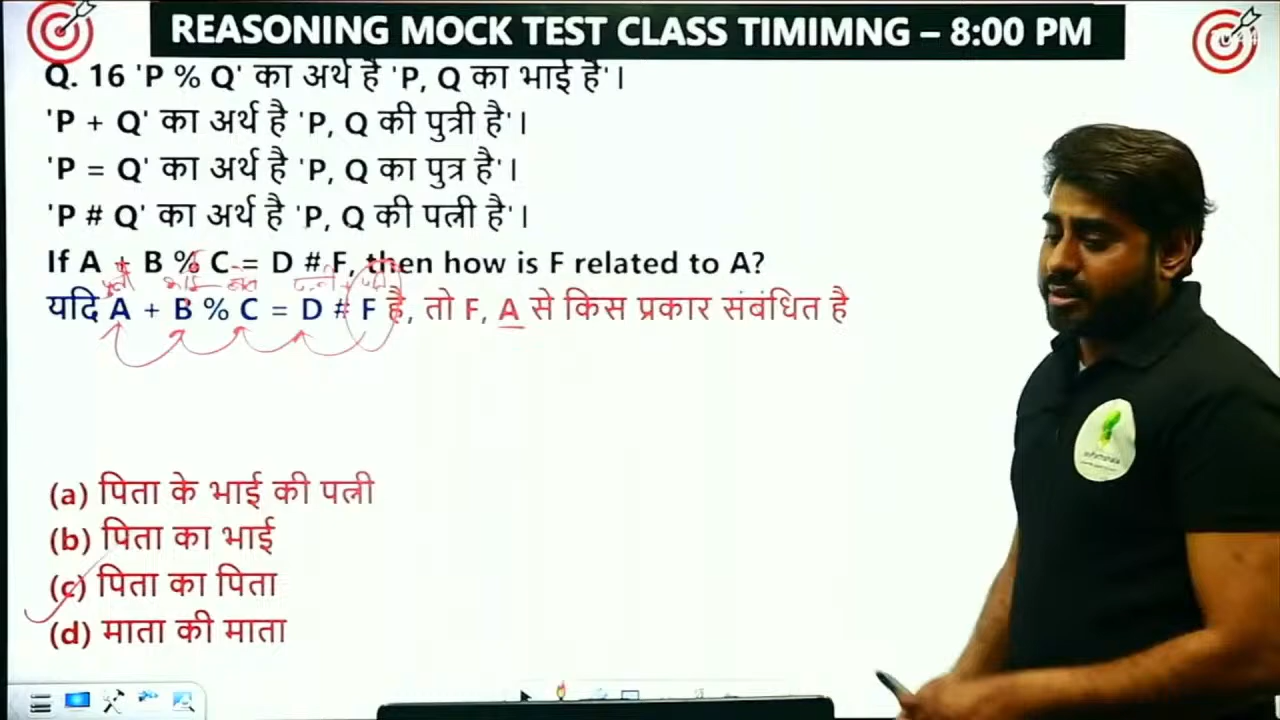 REASONING MOCK TEST CLASS TIMIMNG – 8:00 PM
Q. 16 'P % Q' का अर्थ है 'P, Q का भाई है'।
'P + Q' का अर्थ है 'P, Q की पुत्री है'।
'P = Q' का अर्थ है 'P, Q का पुत्र है'।
'P # Q' का अर्थ है 'P, Q की पत्नी है'।
If A + B % C = D # F, then how is F related to A?
यदि A + B % C = D # F है, तो F, A से किस प्रकार संबंधित है
(a) पिता के भाई की पत्नी
(b) पिता का भाई
(c) पिता का पिता
(d) माता की माता